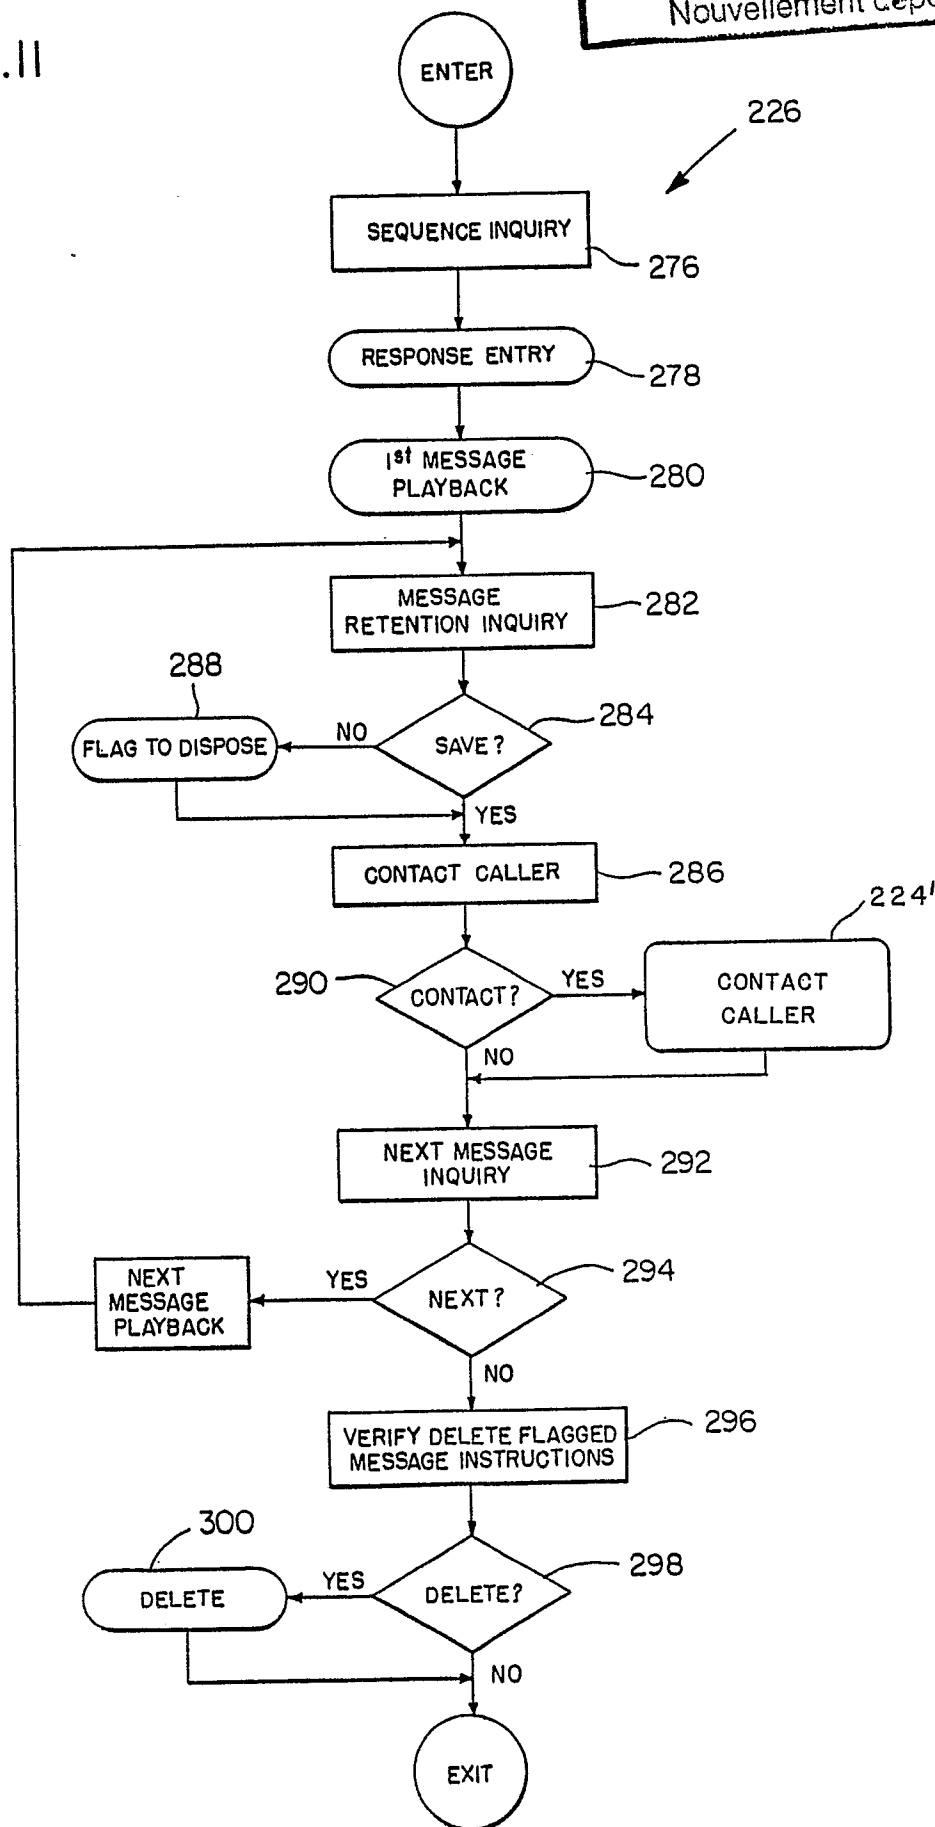 Nouvellement
.11
ENTER
226
SEQUENCE INQUIRY
276
RESPONSE ENTRY
278
1st MESSAGE
PLAYBACK
280
MESSAGE
RETENTION INQUIRY
282
288
284
FLAG TO DISPOSE
NO
SAVE?
YES
CONTACT CALLER
286
224'
290
CONTACT?
YES
CONTACT
CALLER
NO
NEXT MESSAGE
INQUIRY
292
294
NEXT
MESSAGE
PLAYBACK
YES
NEXT?
NO
VERIFY DELETE FLAGGED
MESSAGE INSTRUCTIONS
296
300
298
DELETE
YES
DELETE?
NO
EXIT